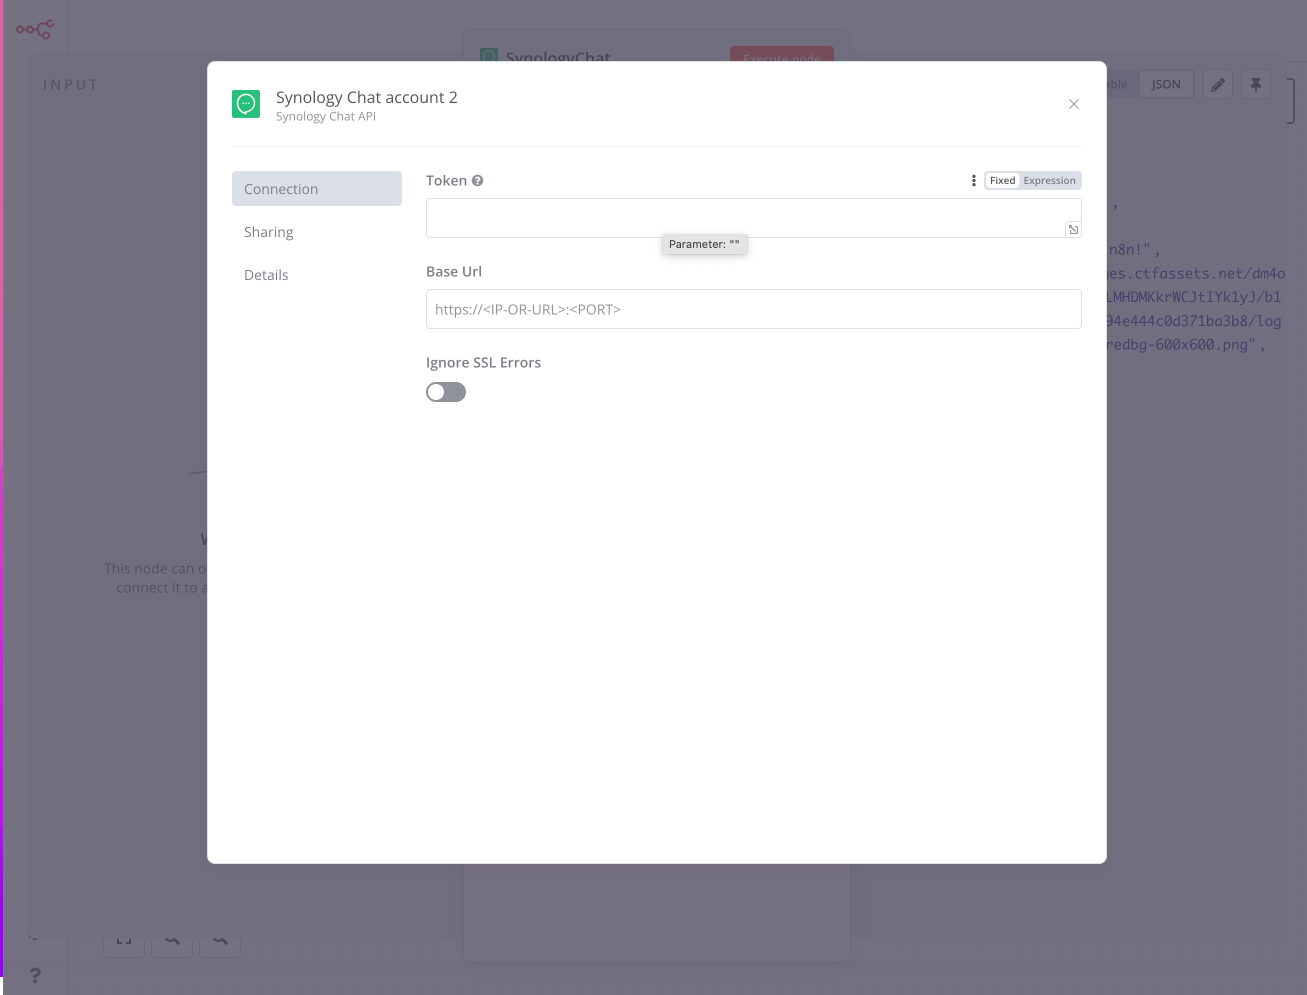 SynologyChat
Execute node
INPUT
Synology Chat account 2
Synology Chat API
JSON
Connection
Sharing
Details
Token
Fixed Expression
Parameter: ""
Base Url
https://<IP-OR-URL>:<PORT>
Ignore SSL Errors
,
n8n!",
es.ctfassets.net/dm4o
LMHDMKkrWCJtIYk1yJ/b1
94e444c0d371ba3b8/log
redbg-600x600.png",
This node can
connect it to
?